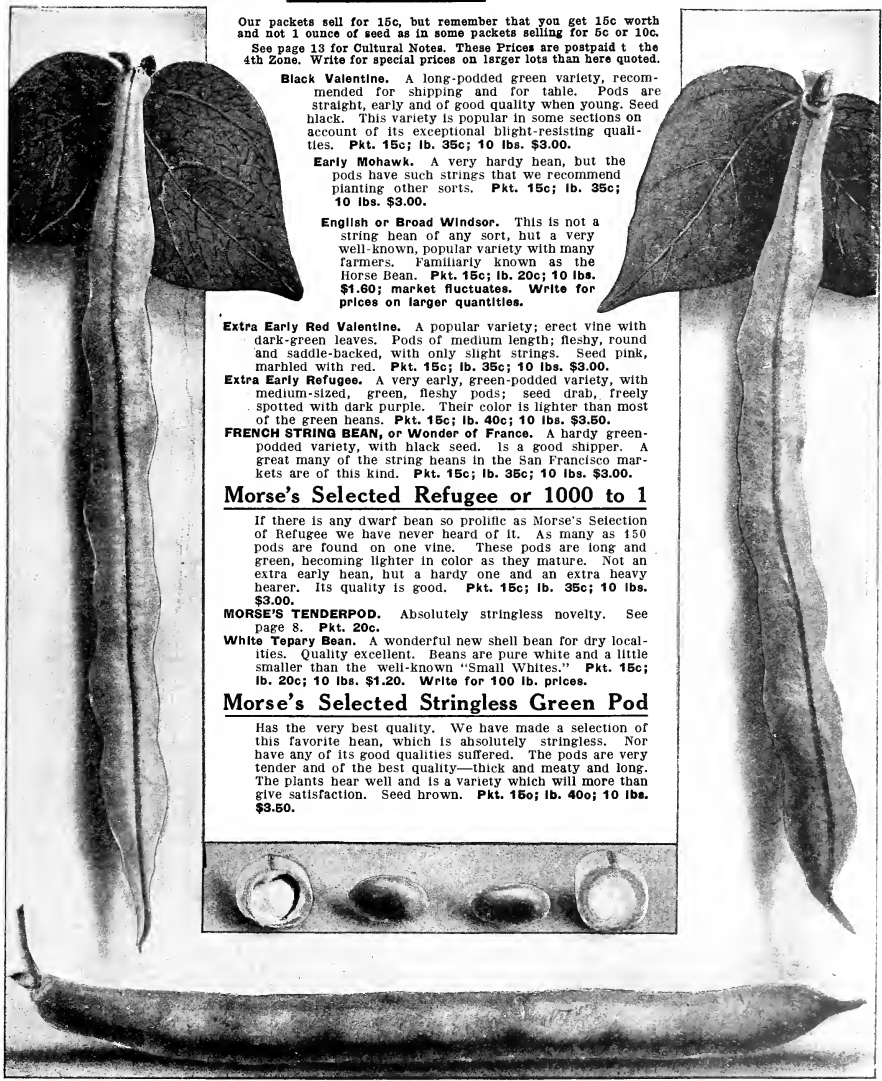 Our packets sell for 15c, but remember that you get 15c worth
and not 1 ounce of seed as in some packets selling for 5c or 10c.
See page 13 for Cultural Notes. These Prices are postpaid t the
4th Zone. Write for special prices on larger lots than here quoted.
Black Valentine. A long-podded green variety, recom-
mended for shipping and for table. Pods are
straight, early and of good quality when young. Seed
black. This variety is popular in some sections on
account of its exceptional blight-resisting quali-
ties. Pkt. 15c; lb. 35c; 10 lbs. $3.00.
Early Mohawk. A very hardy hean, but the
pods have such strings that we recommend
planting other sorts. Pkt. 15c; lb. 35c;
10 lbs. $3.00.
English or Broad Windsor. This is not a
string hean of any sort, hut a very
well-known, popular variety with many
farmers. Familiarly known as the
Horse Bean. Pkt. 15c; lb. 20c; 10 lbs.
$1.60; market fluctuates. Write for
prices on larger quantities.
Extra Early Red Valentine. A popular variety; erect vine with
dark-green leaves. Pods of medium length; fleshy, round
and saddle-backed, with only slight strings. Seed pink,
marhled with red. Pkt. 15c; lb. 35c; 10 lbs. $3.00.
Extra Early Refugee. A very early, green-podded variety, with
medium-sized, green, fleshy pods; seed drab, freely
spotted with dark purple. Their color is lighter than most
of the green heans. Pkt. 15c; lb. 40c; 10 lbs. $3.50.
FRENCH STRING BEAN, or Wonder of France. A hardy green-
podded variety, with hlack seed. Is a good shipper. A
great many of the string heans in the San Francisco mar-
kets are of this kind. Pkt. 15c; lb. 35c; 10 lbs. $3.00.
Morse's Selected Refugee or 1000 to 1
If there is any dwarf bean so prolific as Morse's Selection
of Refugee we have never heard of it. As many as 150
pods are found on one vine. These pods are long and
green, becoming lighter in color as they mature. Not an
extra early hean, hut a hardy one and an extra heavy
hearer. Its quality is good. Pkt. 15c; lb. 35c; 10 lbs.
$3.00.
MORSE'S TENDERPOD. Absolutely stringless novelty. See
page 8. Pkt. 20c.
White Tepary Bean. A wonderful new shell bean for dry local-
ities. Quality excellent. Beans are pure white and a little
smaller than the well-known "Small Whites." Pkt. 15c;
lb. 20c; 10 lbs. $1.20. Write for 100 lb. prices.
Morse's Selected Stringless Green Pod
Has the very best quality. We have made a selection of
this favorite hean, which is absolutely stringless. Nor
have any of its good qualities suffered. The pods are very
tender and of the best quality—thick and meaty and long.
The plants hear well and is a variety which will more than
give satisfaction. Seed hrown. Pkt. 15c; lb. 40c; 10 lbs.
$3.50.